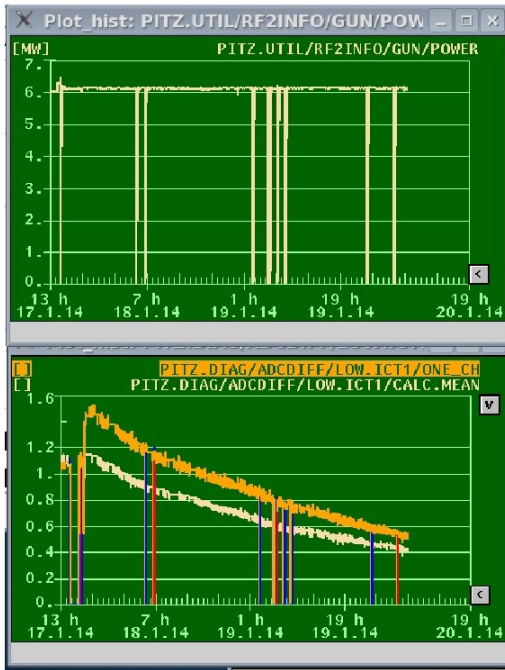 Plot_hist: PITZ.UTIL/RF2INFO/GUN/POW
[MW] PITZ.UTIL/RF2INFO/GUN/POWER
7.
6.
5.
4.
3.
2.
1.
0.
13 h 7 h 1 h 19 h 19 h
17.1.14 18.1.14 19.1.14 19.1.14 20.1.14
[] PITZ.DIAG/ADCDIFF/LOW.ICT1/ONE_CH
[] PITZ.DIAG/ADCDIFF/LOW.ICT1/CALC.MEAN
1.6
V
1.2
1.0
0.8
0.6
0.4
0.2
0.
13 h 7 h 1 h 19 h 19 h
17.1.14 18.1.14 19.1.14 19.1.14 20.1.14